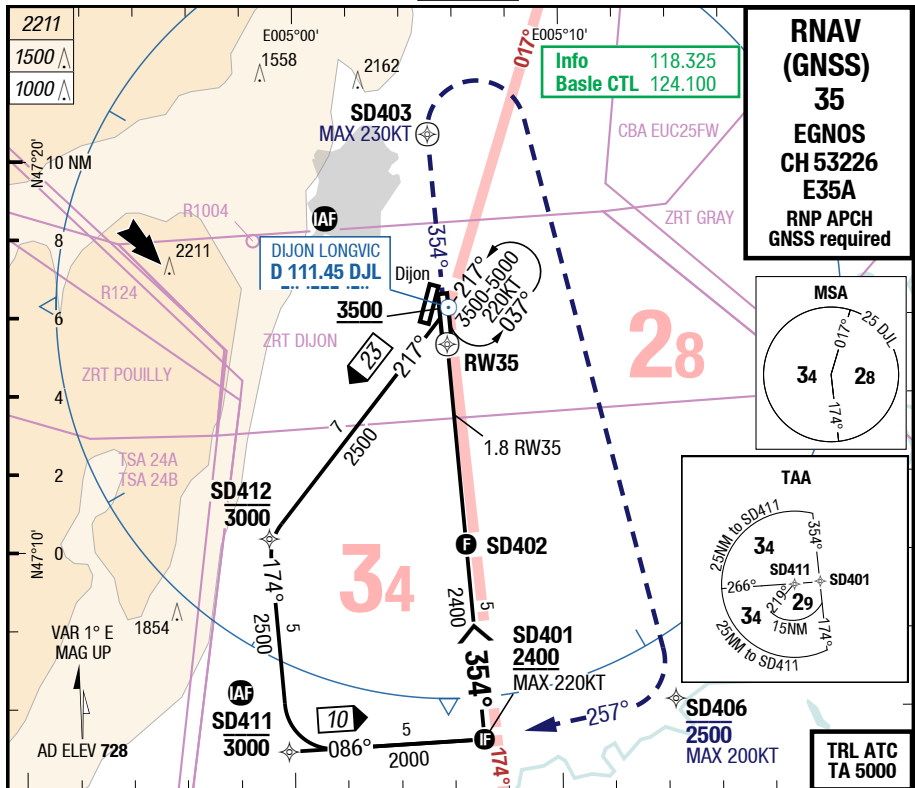 2211
1500
1000
E005°00'
1558
2162
017°
E005°10'
Info 118.325
Basle CTL 124.100
RNAV
(GNSS)
35
EGNOS
CH 53226
E35A
RNP APCH
GNSS required
SD403
MAX 230KT
CBA EUC25FW
N47°20'
10 NM
R1004
IAF
ZRT GRAY
8
2211
354°
DIJON LONGVIC
D 111.45 DJL
Dijon
217°
3500-5000
220KT
037°
R124
6
3500
ZRT DIJON
RW35
28
MSA
017°
25 DJL
34
28
174°
23
217°
ZRT POUILLY
4
7
2500
1.8 RW35
TSA 24A
TSA 24B
2
SD412
3000
TAA
25NM to SD411
354°
34
SD411
SD401
266°
219°
29
34
15NM
174°
25NM to SD411
N47°10'
0
SD402
174°
34
2400
5
1854
5
2500
VAR 1° E
MAG UP
SD401
2400
MAX 220KT
354°
IAF
SD411
3000
10
086°
5
2000
IF
174°
257°
SD406
2500
MAX 200KT
AD ELEV 728
TRL ATC
TA 5000
F